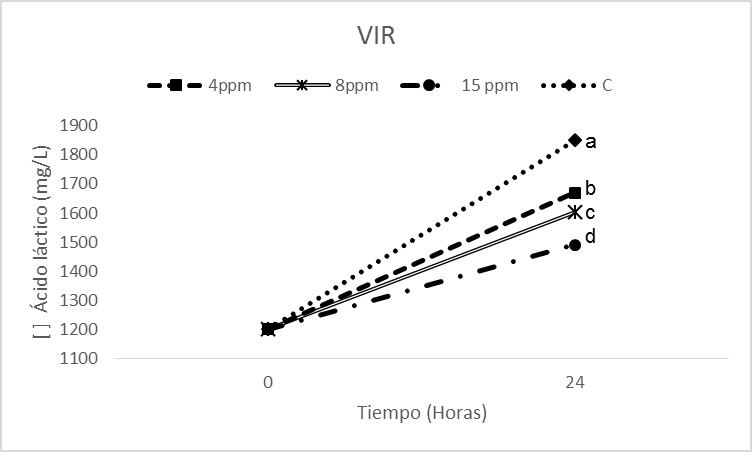 VIR
4ppm 8ppm 15 ppm C
[ ] Ácido láctico (mg/L)
1900
1800
1700
1600
1500
1400
1300
1200
1100
a
b
c
d
0 24
Tiempo (Horas)